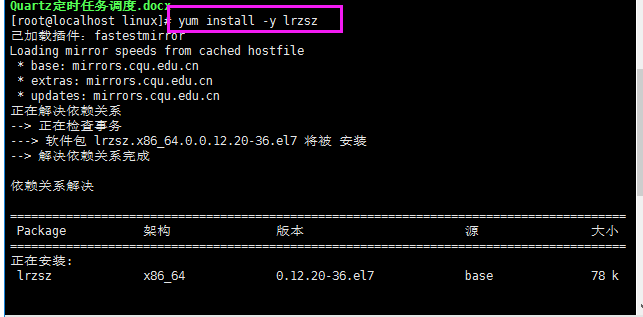 Quartz定时任务调度.docx
[root@localhost linux]# yum install -y lrzsz
已加载插件：fastestmirror
Loading mirror speeds from cached hostfile
 * base: mirrors.cqu.edu.cn
 * extras: mirrors.cqu.edu.cn
 * updates: mirrors.cqu.edu.cn
正在解决依赖关系
--> 正在检查事务
---> 软件包 lrzsz.x86_64.0.0.12.20-36.el7 将被 安装
--> 解决依赖关系完成
依赖关系解决
Package 架构 版本 源 大小
正在安装:
lrzsz x86_64 0.12.20-36.el7 base 78 k